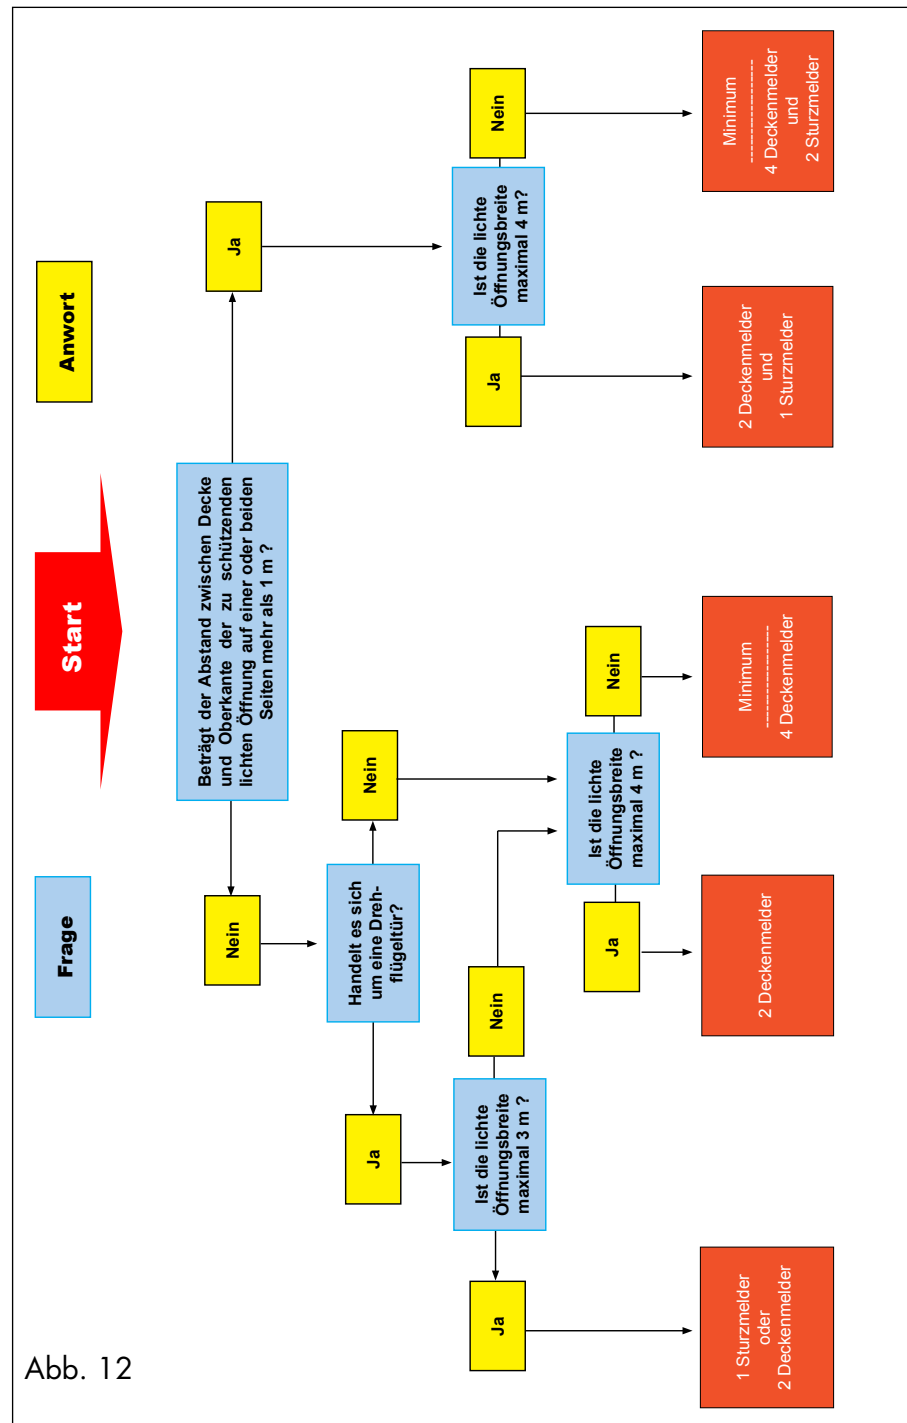 Frage
Start
Anwort
Beträgt der Abstand zwischen Decke
und Oberkante der zu schützenden
lichten Öffnung auf einer oder beiden
Seiten mehr als 1 m ?
Nein
Ja
Handelt es sich
um eine Dreh-
flügeltür?
Ja
Nein
Ist die lichte
Öffnungsbreite
maximal 3 m ?
Ja
Nein
Ist die lichte
Öffnungsbreite
maximal 4 m ?
Ja
Nein
Ist die lichte
Öffnungsbreite
maximal 4 m?
Ja
Nein
1 Sturzmelder
oder
2 Deckenmelder
2 Deckenmelder
Minimum
-------------------
4 Deckenmelder
2 Deckenmelder
und
1 Sturzmelder
Minimum
-------------------
4 Deckenmelder
und
2 Sturzmelder
Abb. 12